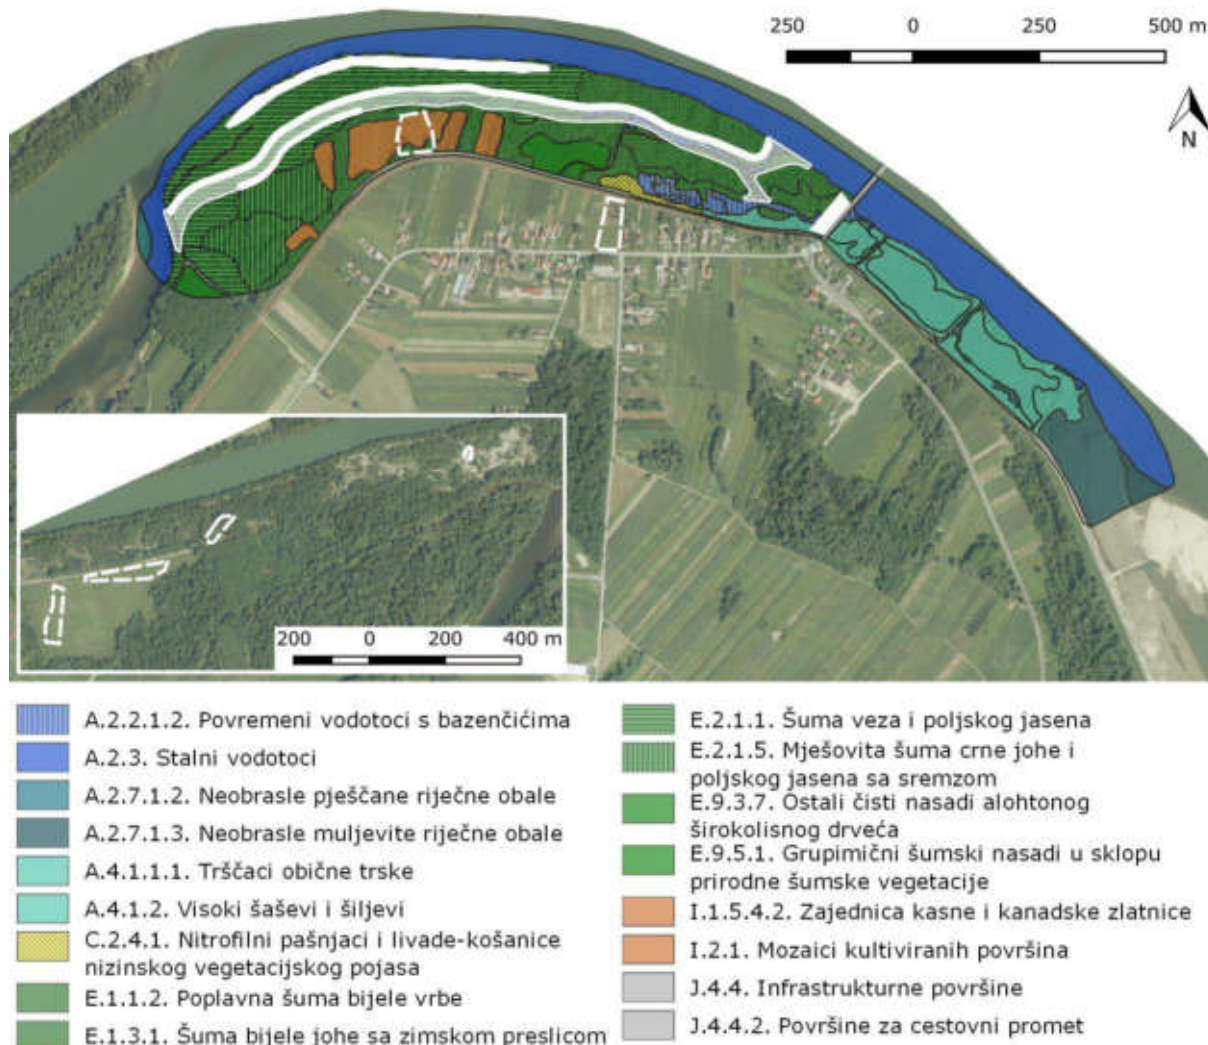 250 0 250 500 m
N
200 0 200 400 m
A.2.2.1.2. Povremeni vodotoci s bazenčićima
A.2.3. Stalni vodotoci
A.2.7.1.2. Neobrasle pješčane riječne obale
A.2.7.1.3. Neobrasle muljevite riječne obale
A.4.1.1.1. Trščaci obične trske
A.4.1.2. Visoki šaševi i šiljevi
C.2.4.1. Nitrofilni pašnjaci i livade-košanice
nizinskog vegetacijskog pojasa
E.1.1.2. Poplavna šuma bijele vrbe
E.1.3.1. Šuma bijele johe sa zimskom preslicom
E.2.1.1. Šuma veza i poljskog jasena
E.2.1.5. Mješovita šuma crne johe i
poljskog jasena sa sremzom
E.9.3.7. Ostali čisti nasadi alohtonog
širokolisnog drveća
E.9.5.1. Grupimični šumski nasadi u sklopu
prirodne šumske vegetacije
I.1.5.4.2. Zajednica kasne i kanadske zlatnice
I.2.1. Mozaici kultiviranih površina
J.4.4. Infrastrukturne površine
J.4.4.2. Površine za cestovni promet